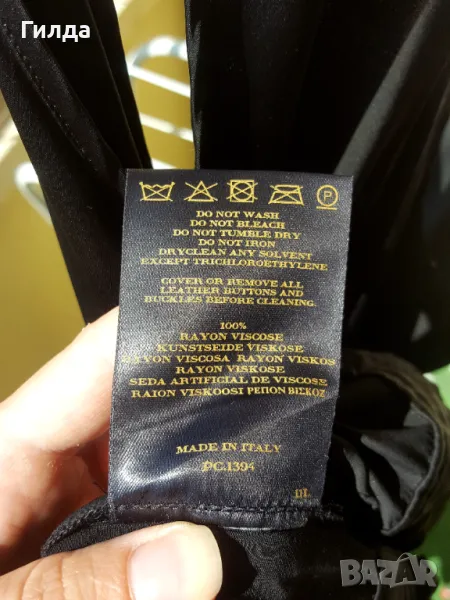 Гилда
P
DO NOT WASH
DO NOT BLEACH
DO NOT TUMBLE DRY
DO NOT IRON
DRYCLEAN ANY SOLVENT
EXCEPT TRICHLOROETHYLENE
COVER OR REMOVE ALL
LEATHER BUTTONS AND
BUCKLES BEFORE CLEANING.
100%
RAYON VISCOSE
KUNSTSEIDE VISKOSE
RAYON VISCOSA RAYON VISKOS
RAYON VISKOSE
SEDA ARTIFICIAL DE VISCOSE
RAION VISKOOSI ΡΕΠΟΝ ΒΙΣΚΟΖ
MADE IN ITALY
PC.1394
BAZAR